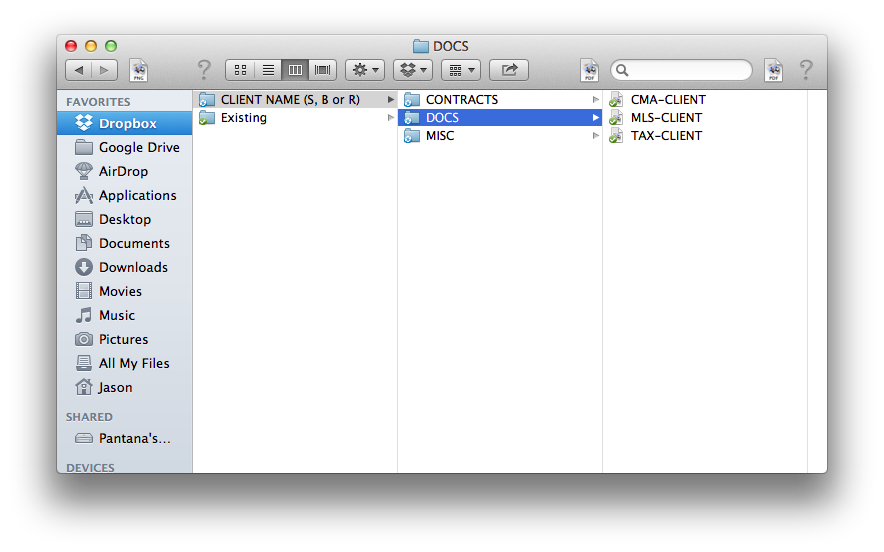 DOCS
PNG
?
PDF
PDF
?
FAVORITES
Dropbox
Google Drive
AirDrop
Applications
Desktop
Documents
Downloads
Movies
Music
Pictures
All My Files
Jason
SHARED
Pantana's...
DEVICES
CLIENT NAME (S, B or R)
Existing
CONTRACTS
DOCS
MISC
CMA-CLIENT
MLS-CLIENT
TAX-CLIENT